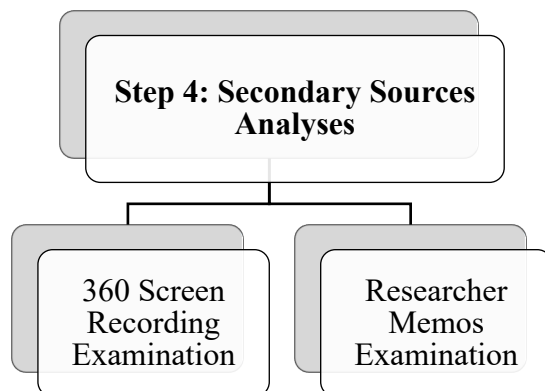 Step 4: Secondary Sources
Analyses
360 Screen
Recording
Examination
Researcher
Memos
Examination